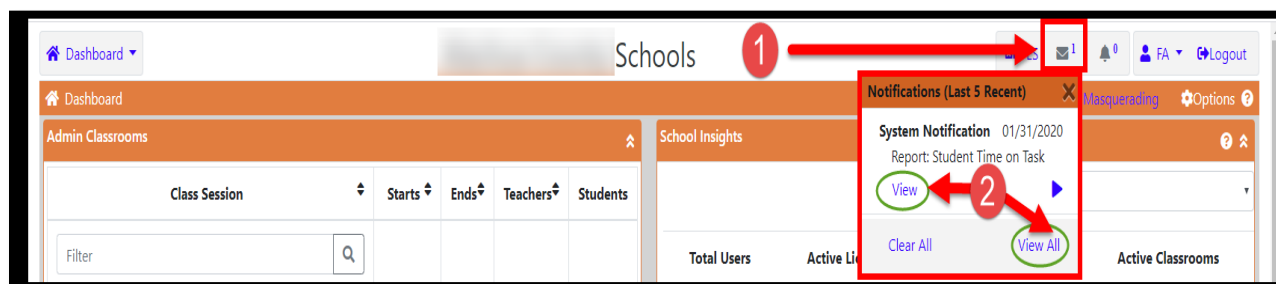 Dashboard
Schools
1
ES
1
0
FA
Logout
Dashboard
Notifications (Last 5 Recent)
X
Masquerading
Options
Admin Classrooms
School Insights
System Notification 01/31/2020
Report: Student Time on Task
View
2
Class Session
Starts
Ends
Teachers
Students
Clear All
View All
Filter
Total Users
Active
Active Classrooms